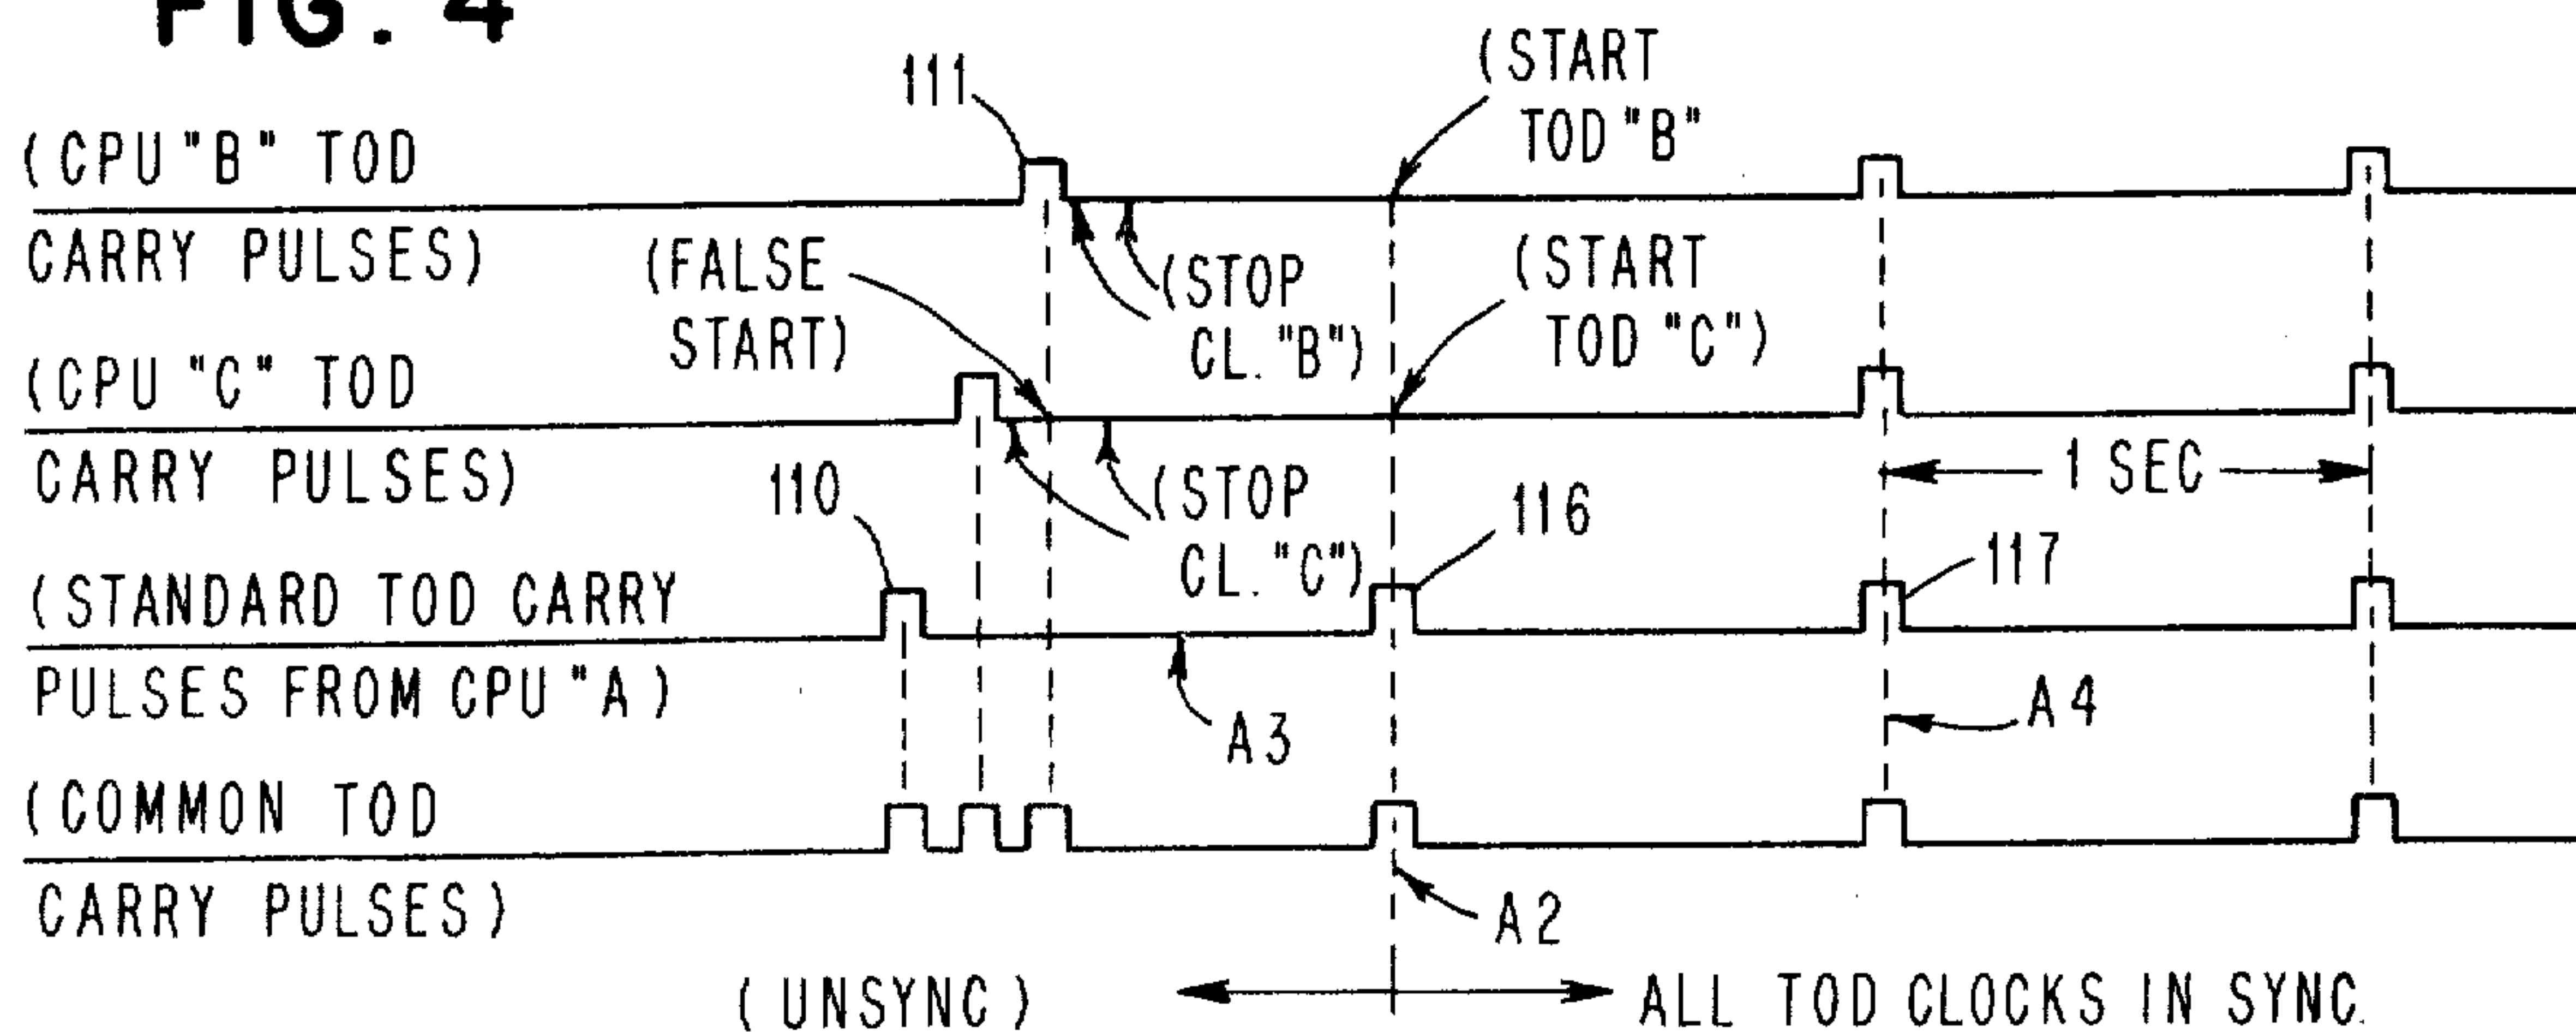 FIG. 4
111
(START
TOD "B"
(CPU "B" TOD
CARRY PULSES)
(FALSE
START)
(STOP
CL. "B")
(START
TOD "C")
(CPU "C" TOD
CARRY PULSES)
110
(STOP
CL. "C")
1 SEC
116
117
(STANDARD TOD CARRY
PULSES FROM CPU "A)
A3
A4
(COMMON TOD
CARRY PULSES)
A2
(UNSYNC)
ALL TOD CLOCKS IN SYNC.